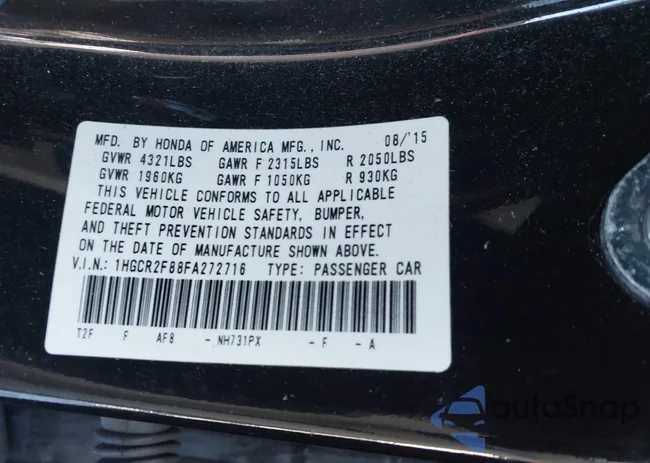 MFD. BY HONDA OF AMERICA MFG., INC. 08/'15
GVWR 4321LBS GAWR F 2315LBS R 2050LBS
GVWR 1960KG GAWR F 1050KG R 930KG
THIS VEHICLE CONFORMS TO ALL APPLICABLE
FEDERAL MOTOR VEHICLE SAFETY, BUMPER,
AND THEFT PREVENTION STANDARDS IN EFFECT
ON THE DATE OF MANUFACTURE SHOWN ABOVE.
V.I.N.: 1HGCR2F88FA272716 TYPE: PASSENGER CAR
T2F F AF8 - NH731PX - F - A
autoSnap